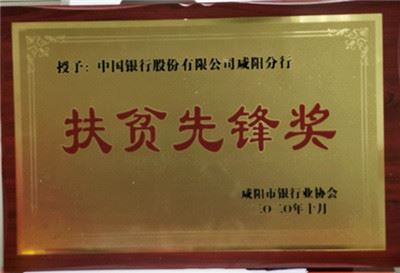 授予：中国银行股份有限公司咸阳分行
扶贫先锋奖
咸阳市银行业协会
二〇二〇年十月